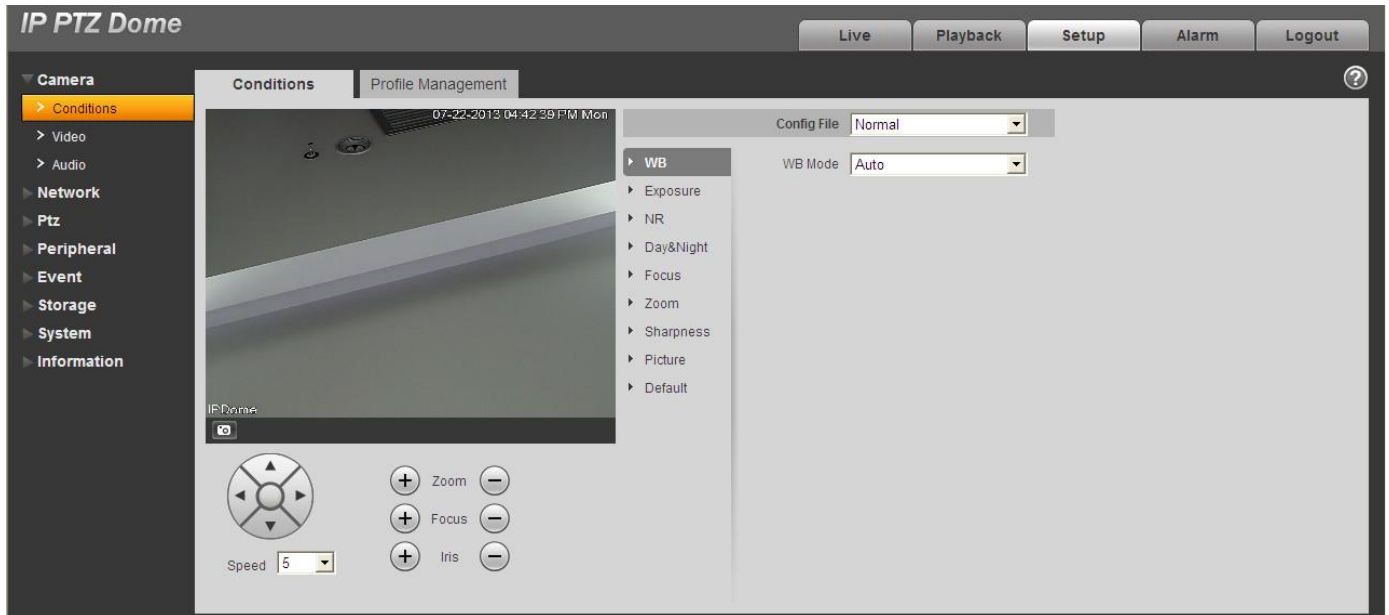 IP PTZ Dome
Live Playback Setup Alarm Logout
Camera
Conditions
Video
Audio
Network
Ptz
Peripheral
Event
Storage
System
Information
Conditions Profile Management
07-22-2013 04:42:39 PM Mon
IPDome
Zoom
Focus
Iris
Speed 5
WB
Exposure
NR
Day&Night
Focus
Zoom
Sharpness
Picture
Default
Config File Normal
WB Mode Auto